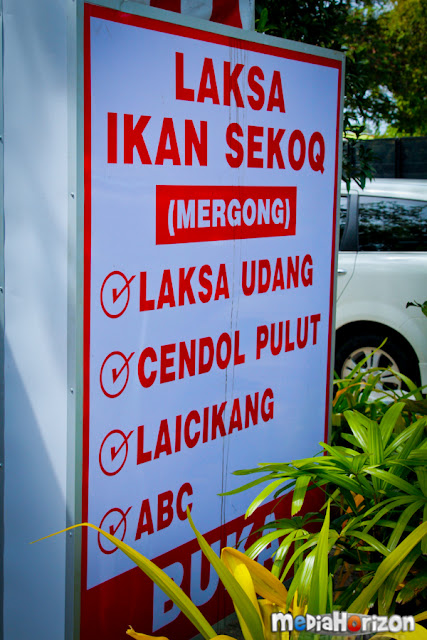 LAKSA
IKAN SEKOQ
(MERGONG)
LAKSA UDANG
CENDOL PULUT
LAICIKANG
ABC
MeDiAHoRizon